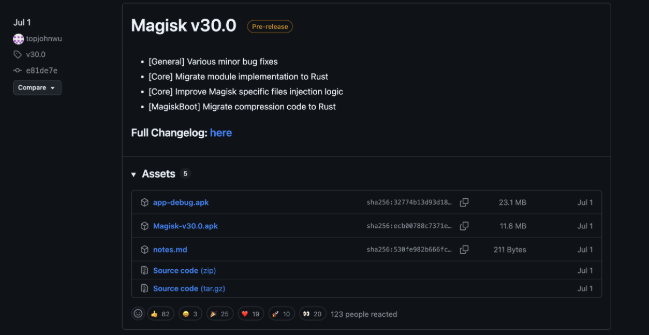 Jul 1
topjohnwu
v30.0
e81de7e
Compare
Magisk v30.0 Pre-release
• [General] Various minor bug fixes
• [Core] Migrate module implementation to Rust
• [Core] Improve Magisk specific files injection logic
• [MagiskBoot] Migrate compression code to Rust
Full Changelog: here
Assets 5
app-debug.apk sha256:32774b13d93d18… 23.1 MB Jul 1
Magisk-v30.0.apk sha256:ecb00788c7371e… 11.6 MB Jul 1
notes.md sha256:530fe982b666fc… 211 Bytes Jul 1
Source code (zip) Jul 1
Source code (tar.gz) Jul 1
👍 62 😄 3 🎉 25 ❤️ 19 🚀 10 👀 20 123 people reacted